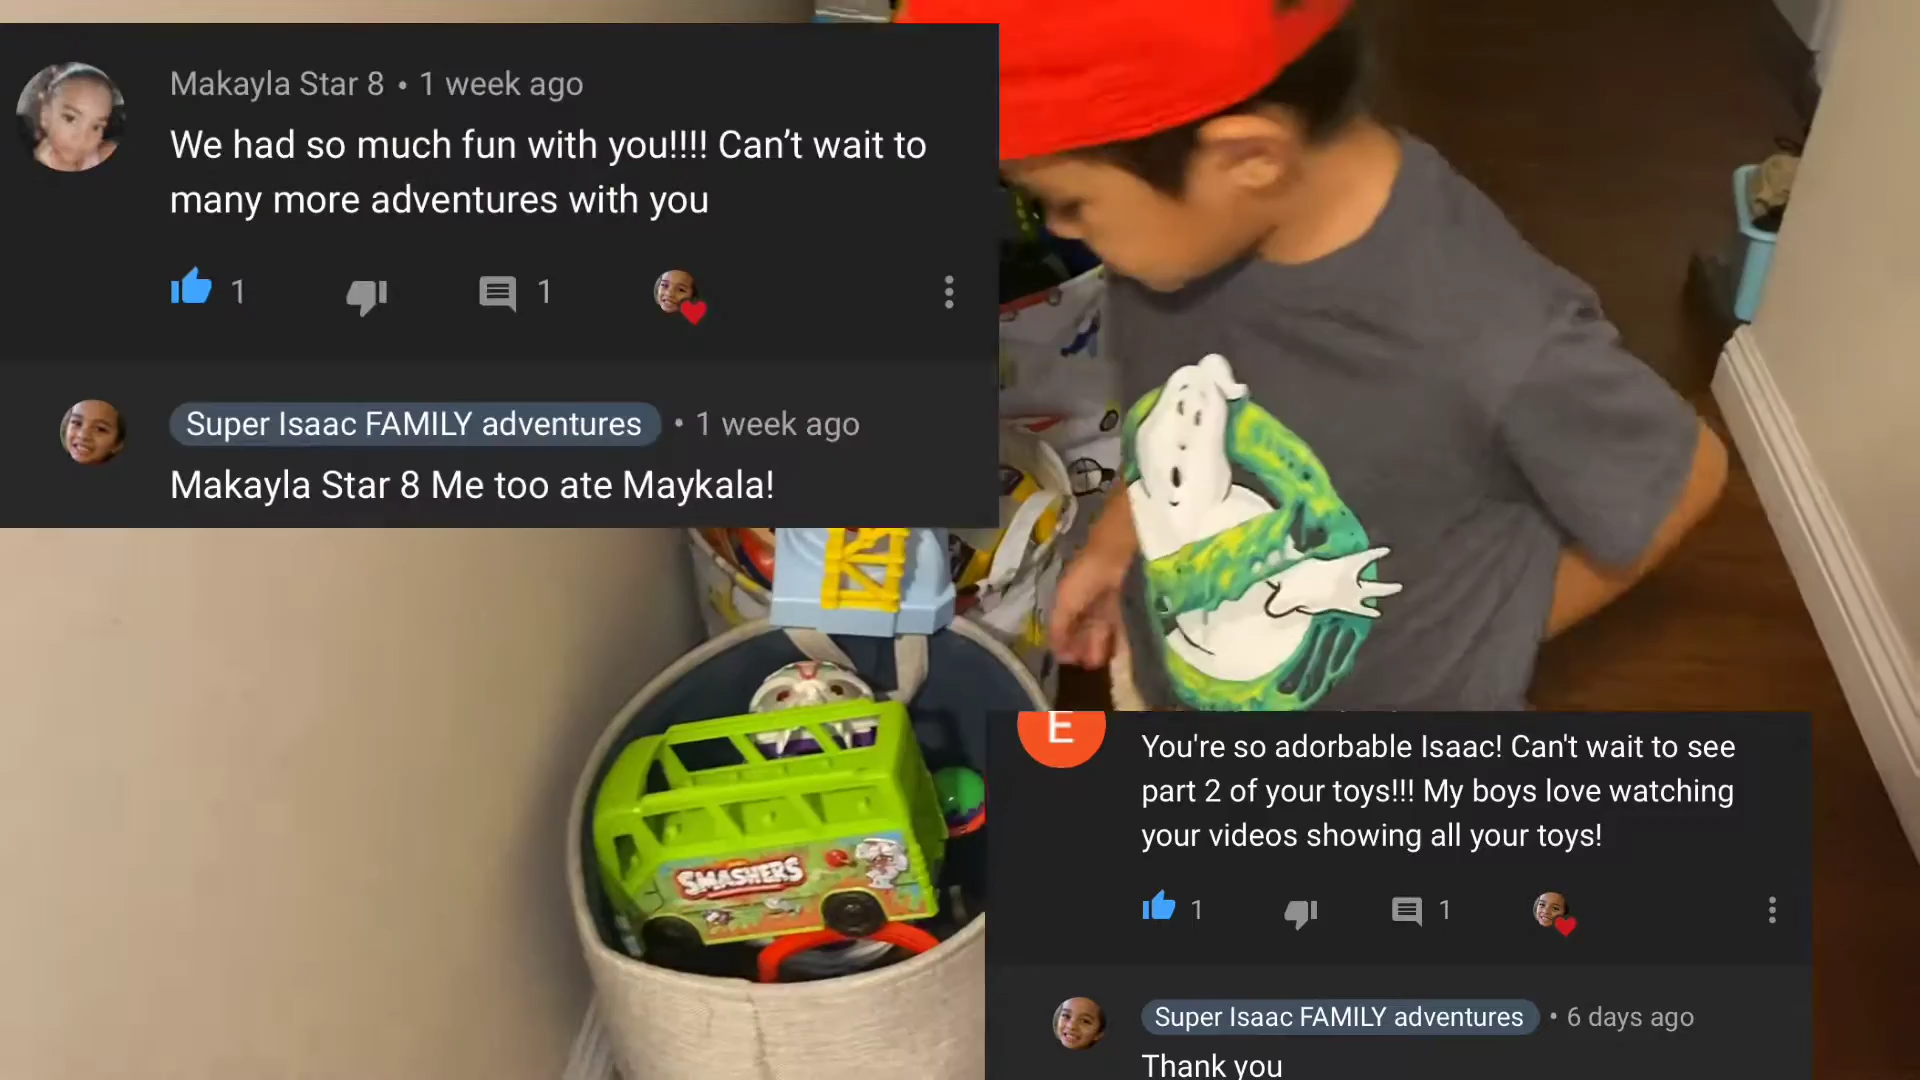 Makayla Star 8 • 1 week ago
We had so much fun with you!!!! Can’t wait to
many more adventures with you
1
1
Super Isaac FAMILY adventures • 1 week ago
Makayla Star 8 Me too ate Maykala!
SMASHERS
E
You're so adorbable Isaac! Can't wait to see
part 2 of your toys!!! My boys love watching
your videos showing all your toys!
1
1
Super Isaac FAMILY adventures • 6 days ago
Thank you